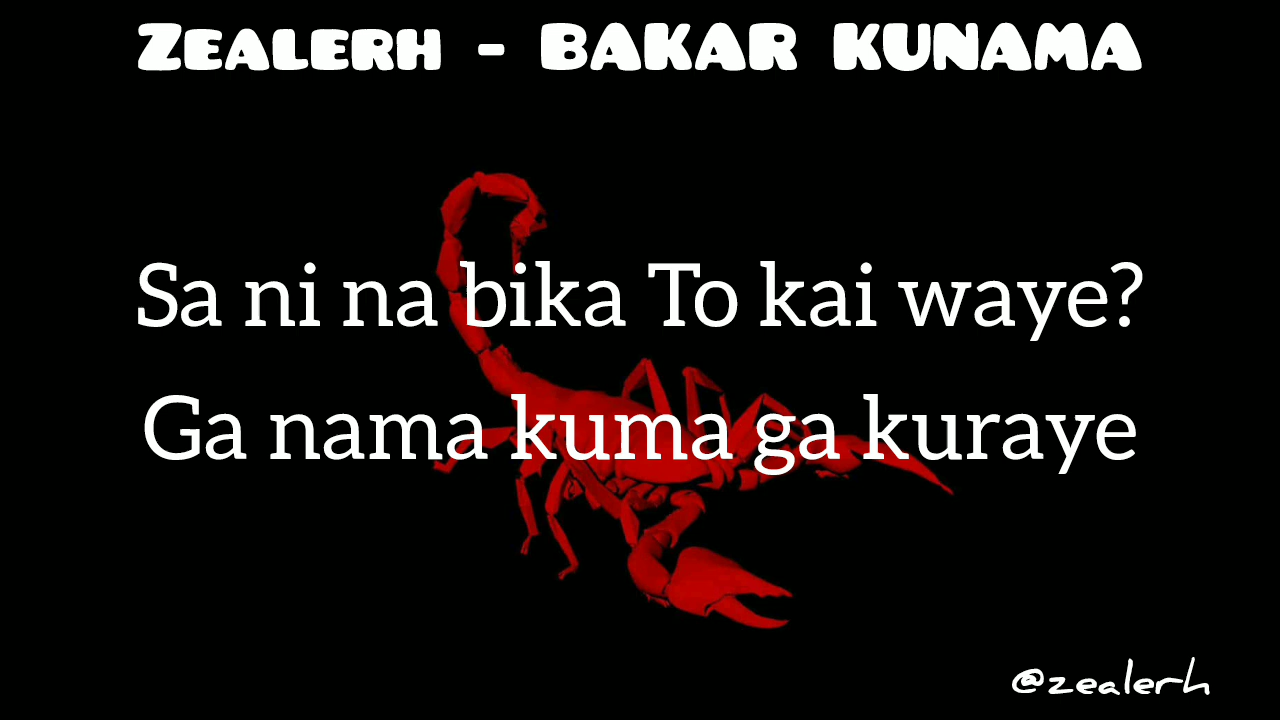 Zealerh - BAKAR KUNAMA
Sa ni na bika To kai waye?
Ga nama kuma ga kuraye
@zealerh